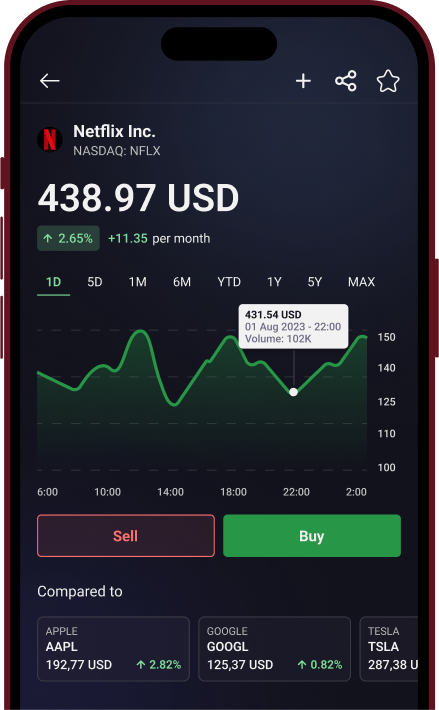 Netflix Inc.
NASDAQ: NFLX
438.97 USD
2.65% +11.35 per month
1D 5D 1M 6M YTD 1Y 5Y MAX
431.54 USD
01 Aug 2023 - 22:00
Volume: 102K
150
140
125
110
100
6:00 10:00 14:00 18:00 22:00 2:00
Sell Buy
Compared to
APPLE GOOGLE TESLA
AAPL GOOGL TSLA
192,77 USD 2.82% 125,37 USD 0.82% 287,38 U